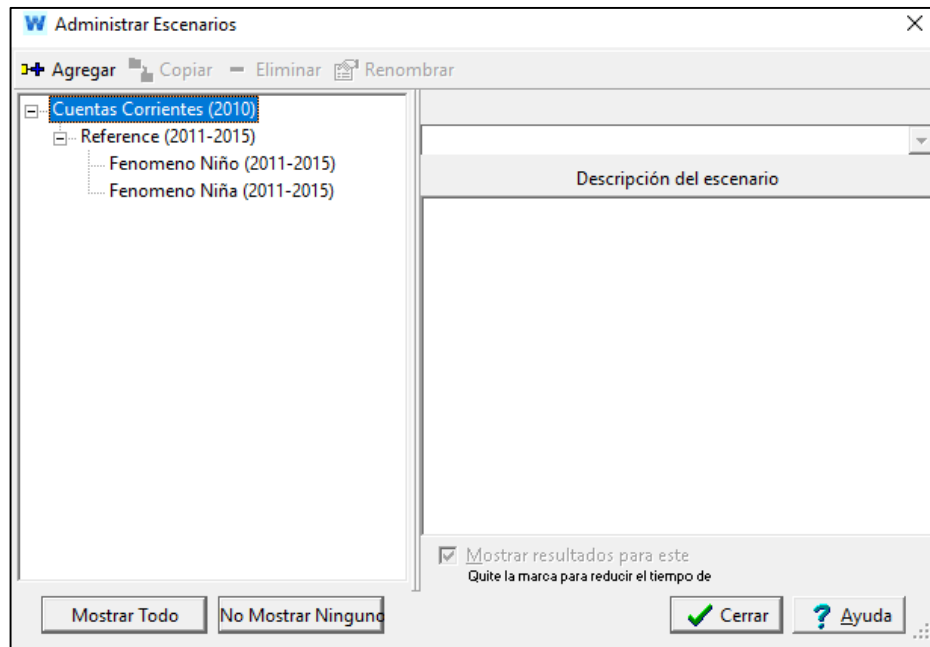 W Administrar Escenarios
Agregar Copiar Eliminar Renombrar
Cuentas Corrientes (2010)
Reference (2011-2015)
Fenomeno Niño (2011-2015)
Fenomeno Niña (2011-2015)
Descripción del escenario
Mostrar resultados para este
Quite la marca para reducir el tiempo de
Mostrar Todo No Mostrar Ninguno Cerrar ? Ayuda